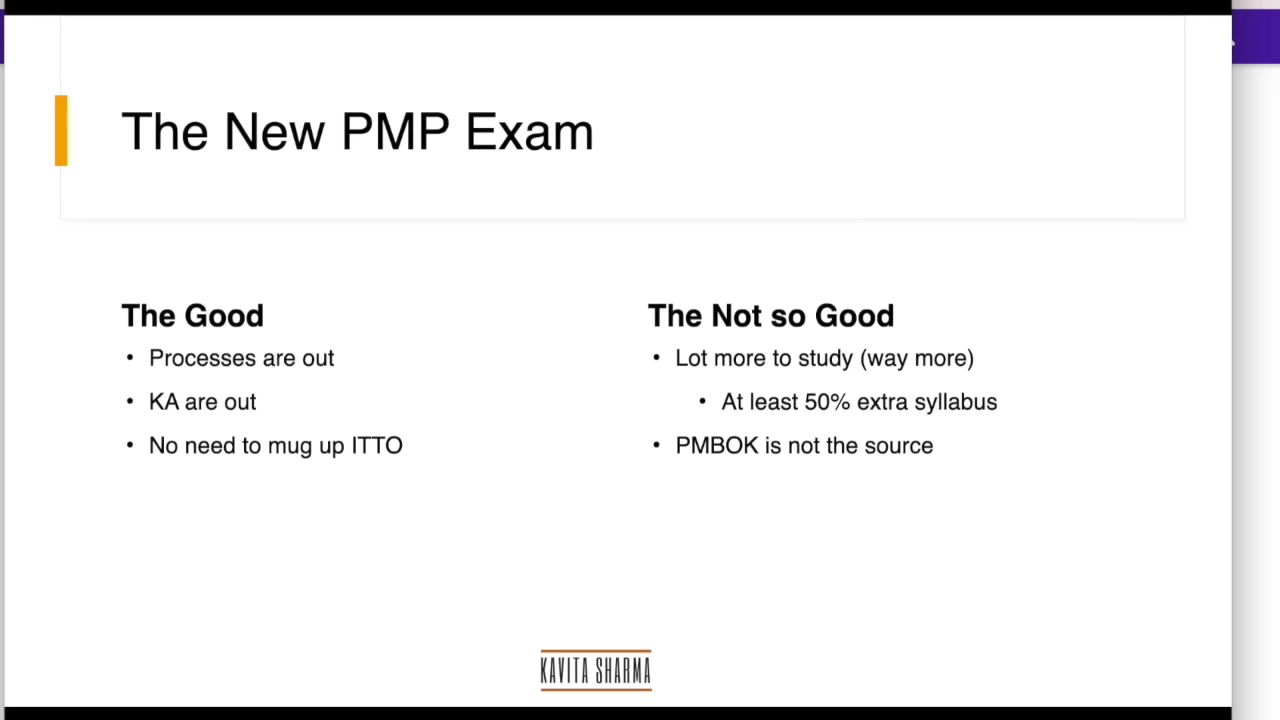 The New PMP Exam
The Good
• Processes are out
• KA are out
• No need to mug up ITTO
The Not so Good
• Lot more to study (way more)
• At least 50% extra syllabus
• PMBOK is not the source
KAVITA SHARMA